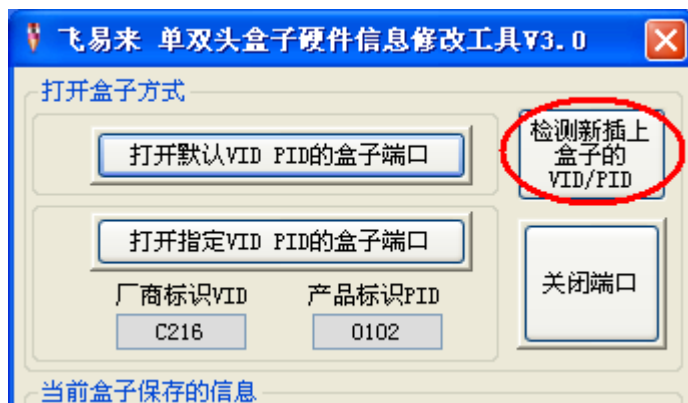 飞易来 单双头盒子硬件信息修改工具V3.0
打开盒子方式
打开默认VID PID的盒子端口
检测新插上
盒子的
VID/PID
打开指定VID PID的盒子端口
厂商标识VID
产品标识PID
C216
0102
关闭端口
当前盒子保存的信息